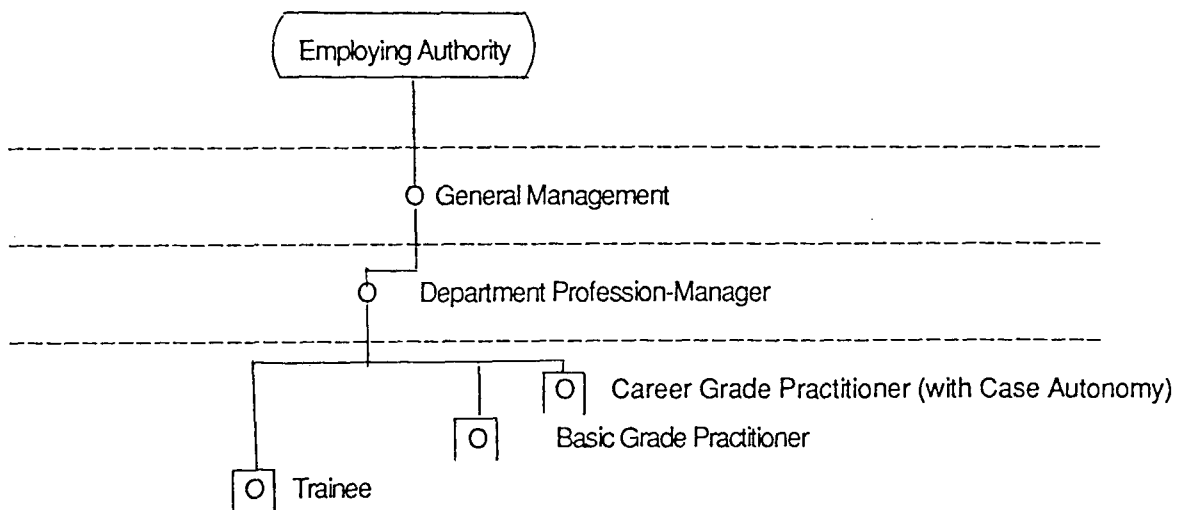 Employing Authority
General Management
Department Profession-Manager
Career Grade Practitioner (with Case Autonomy)
Basic Grade Practitioner
Trainee